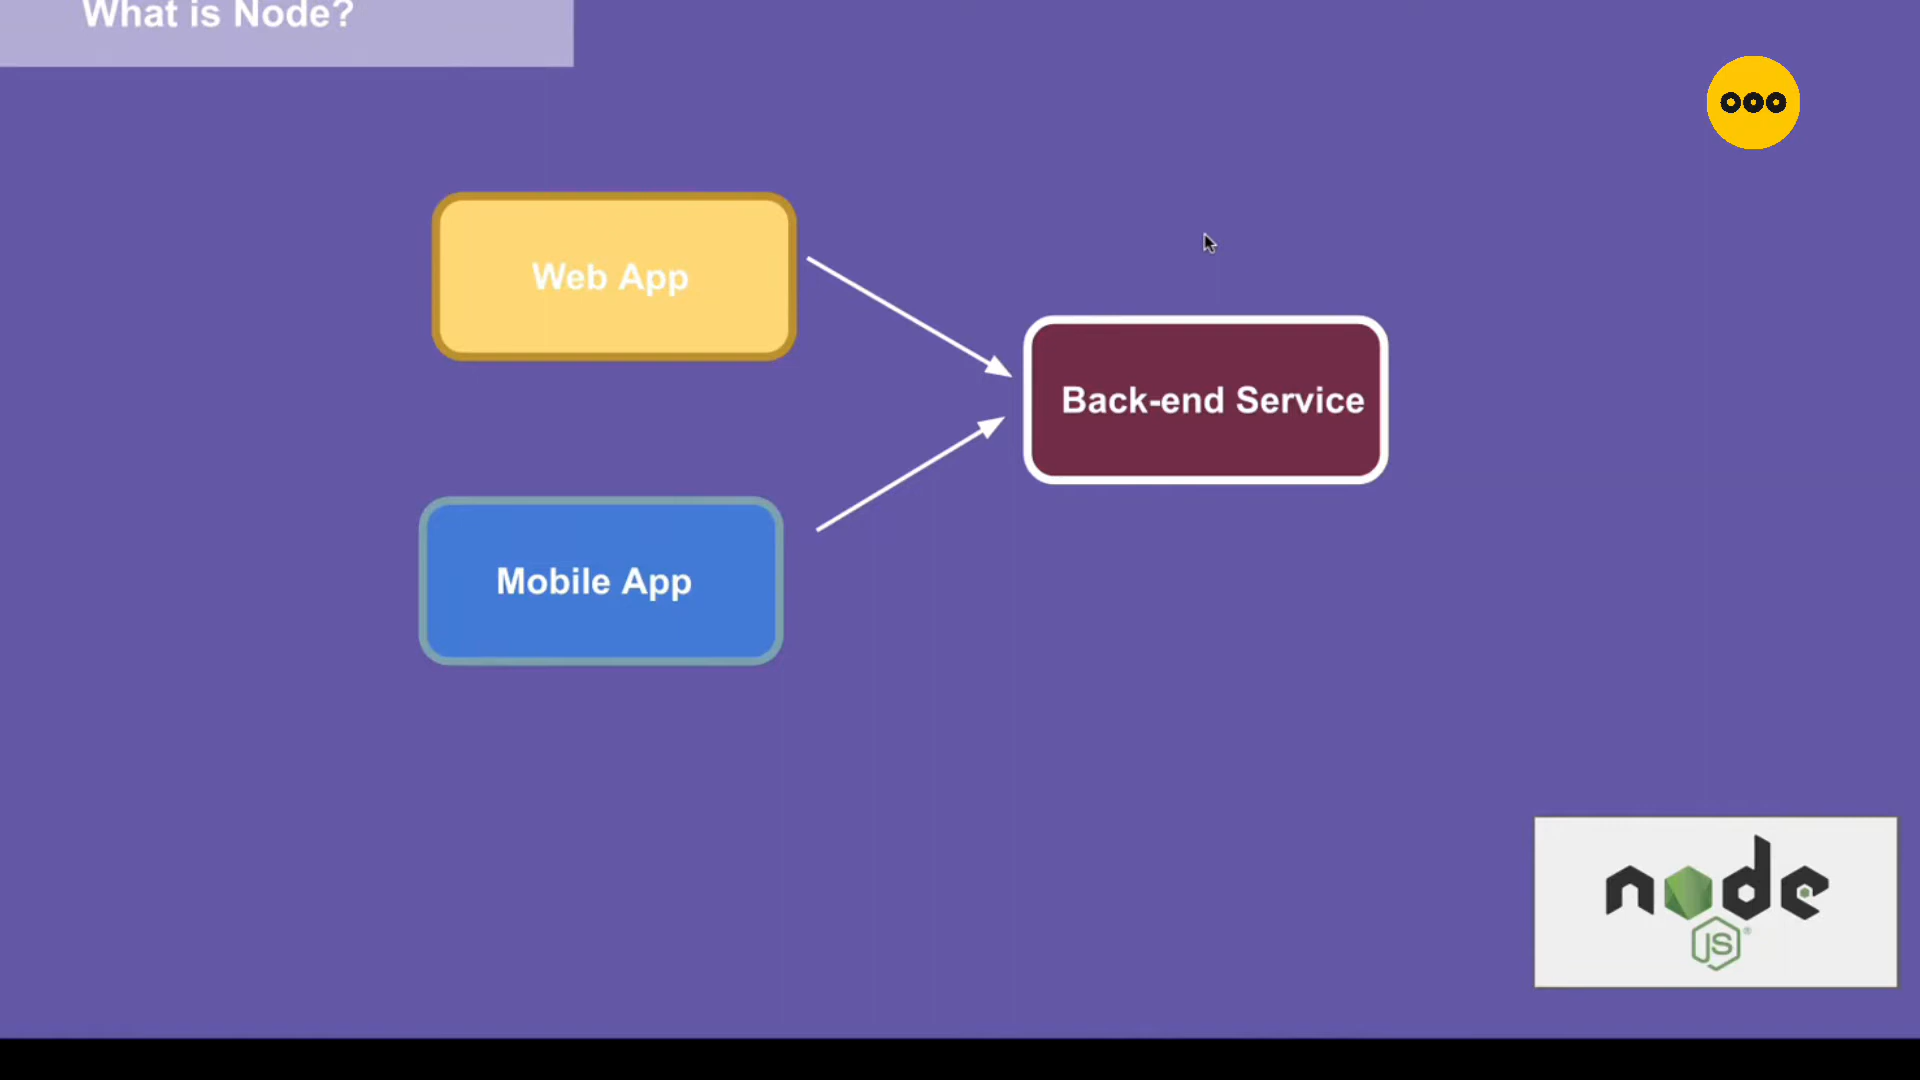 What is Node?
Web App
Back-end Service
Mobile App
node
JS®